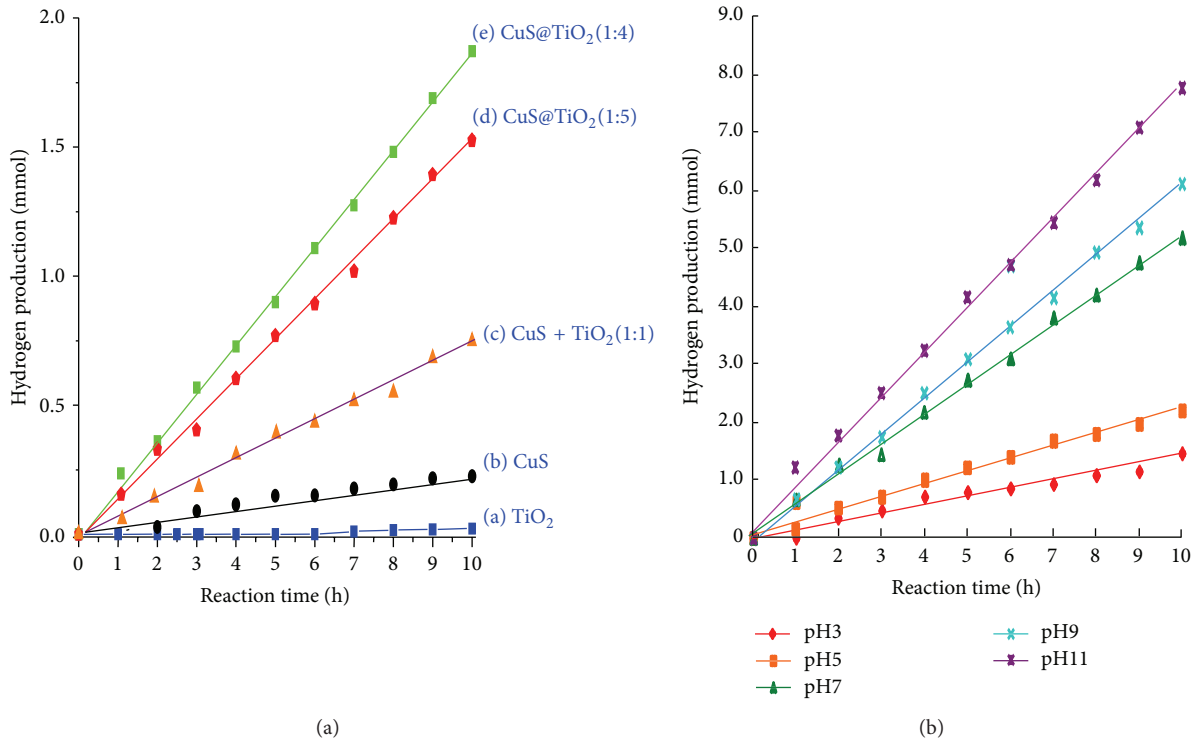 2.0
1.5
1.0
0.5
0.0
Hydrogen production (mmol)
(e) CuS@TiO2(1:4)
(d) CuS@TiO2(1:5)
(c) CuS + TiO2(1:1)
(b) CuS
(a) TiO2
0 1 2 3 4 5 6 7 8 9 10
Reaction time (h)
(a)
9.0
8.0
7.0
6.0
5.0
4.0
3.0
2.0
1.0
0.0
Hydrogen production (mmol)
0 1 2 3 4 5 6 7 8 9 10
Reaction time (h)
pH3
pH5
pH7
pH9
pH11
(b)